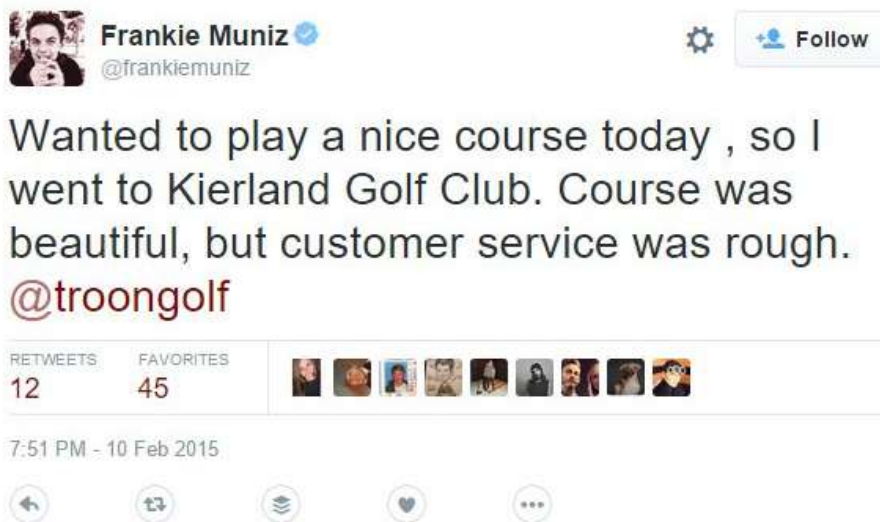 Frankie Muniz
@frankiemuniz
Follow
Wanted to play a nice course today , so I
went to Kierland Golf Club. Course was
beautiful, but customer service was rough.
@troongolf
RETWEETS FAVORITES
12 45
7:51 PM - 10 Feb 2015